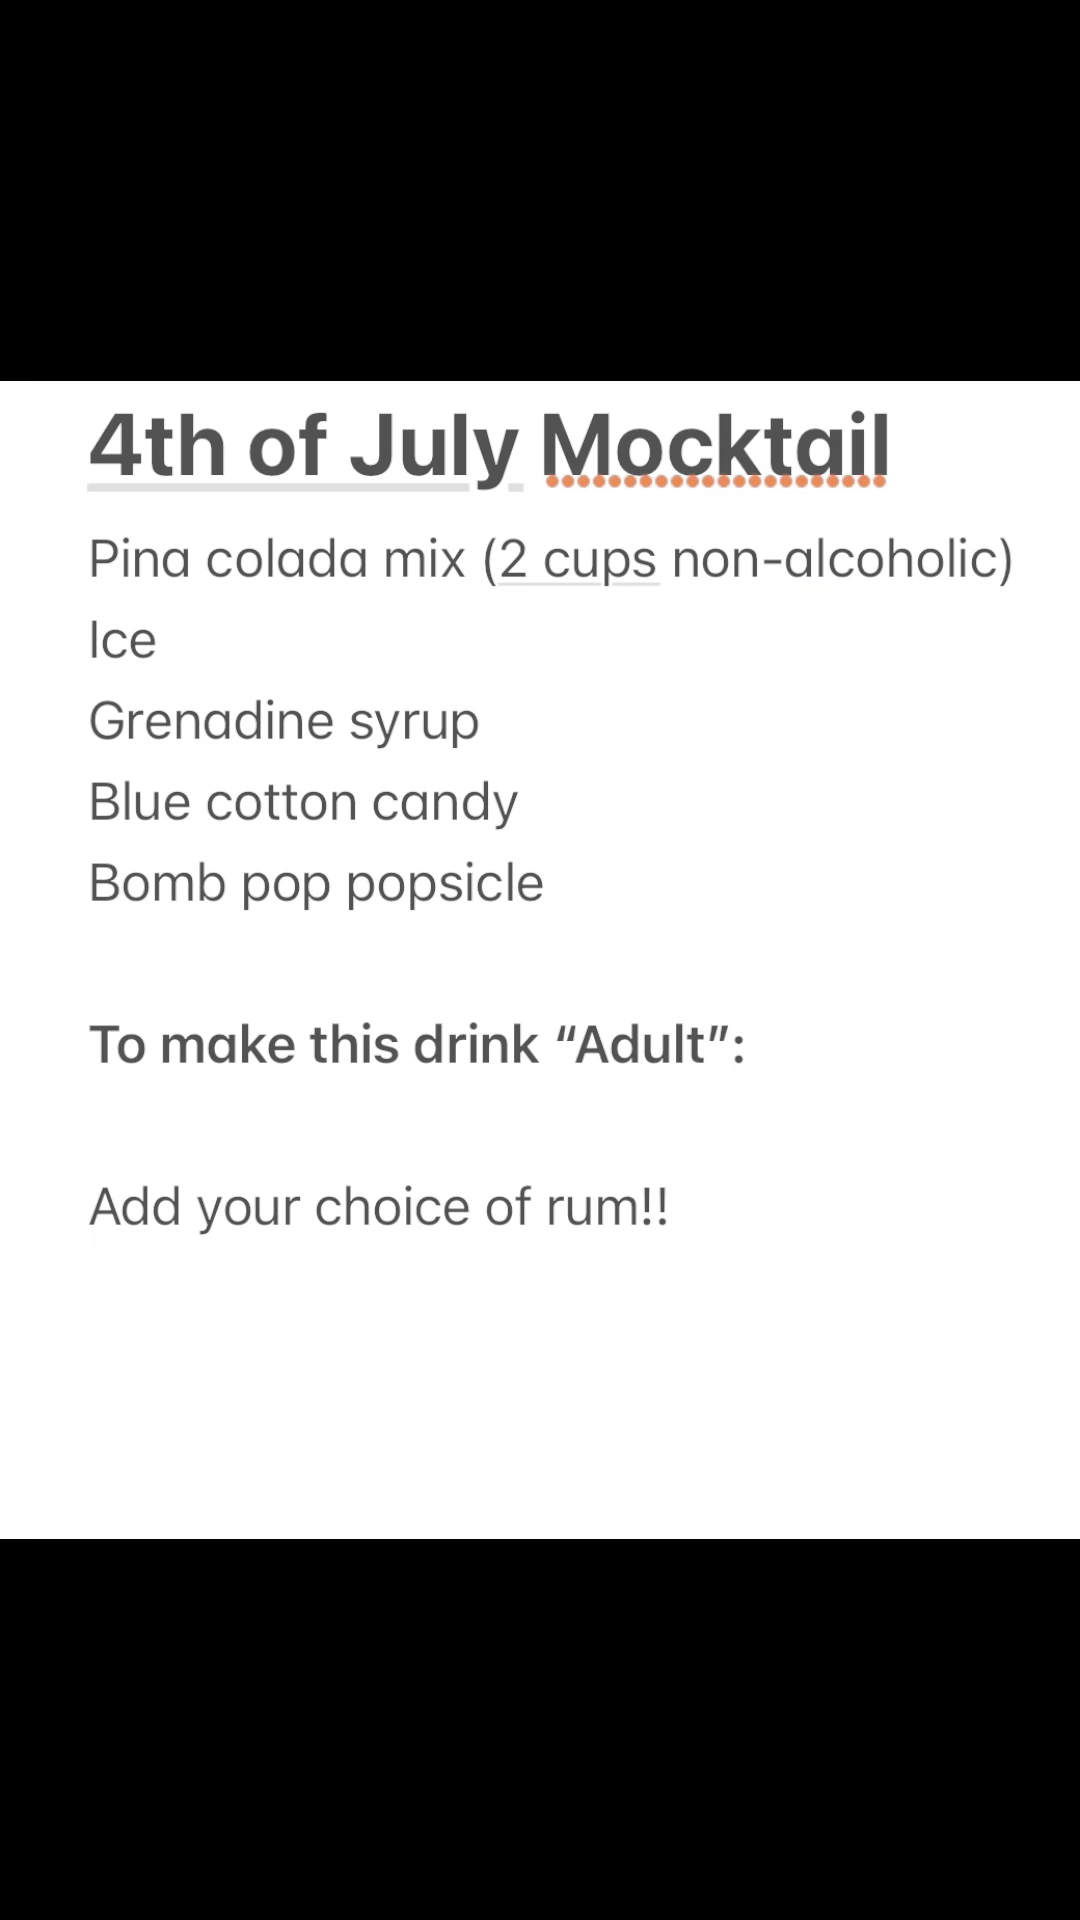 4th of July Mocktail
Pina colada mix (2 cups non-alcoholic)
Ice
Grenadine syrup
Blue cotton candy
Bomb pop popsicle
To make this drink “Adult”:
Add your choice of rum!!